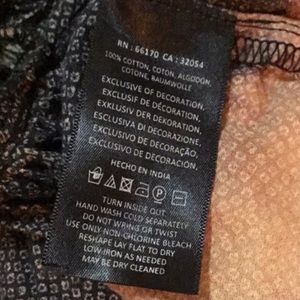 RN : 66170 CA : 32054
100% COTTON, COTON, ALGODON
COTONE, BAUMWOLLE
EXCLUSIVE OF DECORATION,
EXCLUSIF DE DÉCORATION,
EXKLUSIV DER DEKORATION,
ESCLUSIVA DI DECORAZIONE,
EXCLUSIVO DE DECORACIÓN,
EXCLUSIVO DE DECORACIÓN,
HECHO EN INDIA
P
TURN INSIDE OUT
HAND WASH COLD SEPARATELY
DO NOT WRING OR TWIST
USE ONLY NON-CHLORINE BLEACH
RESHAPE LAY FLAT TO DRY
LOW IRON AS NEEDED
MAY BE DRY CLEANED